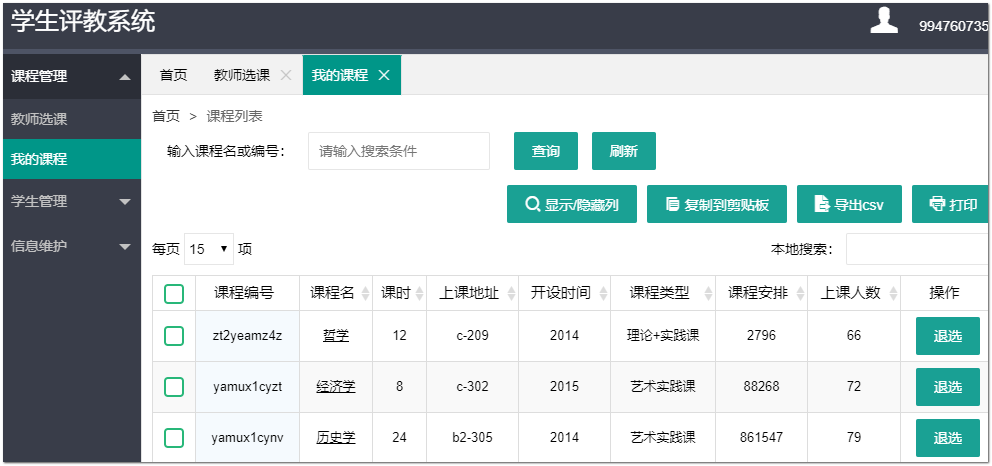 学生评教系统
994760735
课程管理
教师选课
我的课程
学生管理
信息维护
首页 教师选课 我的课程
首页 > 课程列表
输入课程名或编号： 请输入搜索条件 查询 刷新
显示/隐藏列 复制到剪贴板 导出csv 打印
每页 15 项 本地搜索：
课程编号 课程名 课时 上课地址 开设时间 课程类型 课程安排 上课人数 操作
zt2yeamz4z 哲学 12 c-209 2014 理论+实践课 2796 66 退选
yamux1cyzt 经济学 8 c-302 2015 艺术实践课 88268 72 退选
yamux1cynv 历史学 24 b2-305 2014 艺术实践课 861547 79 退选